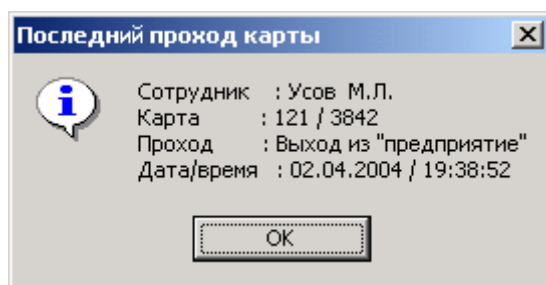 Последний проход карты
Сотрудник : Усов М.Л.
Карта : 121 / 3842
Проход : Выход из "предприятие"
Дата/время : 02.04.2004 / 19:38:52
OK